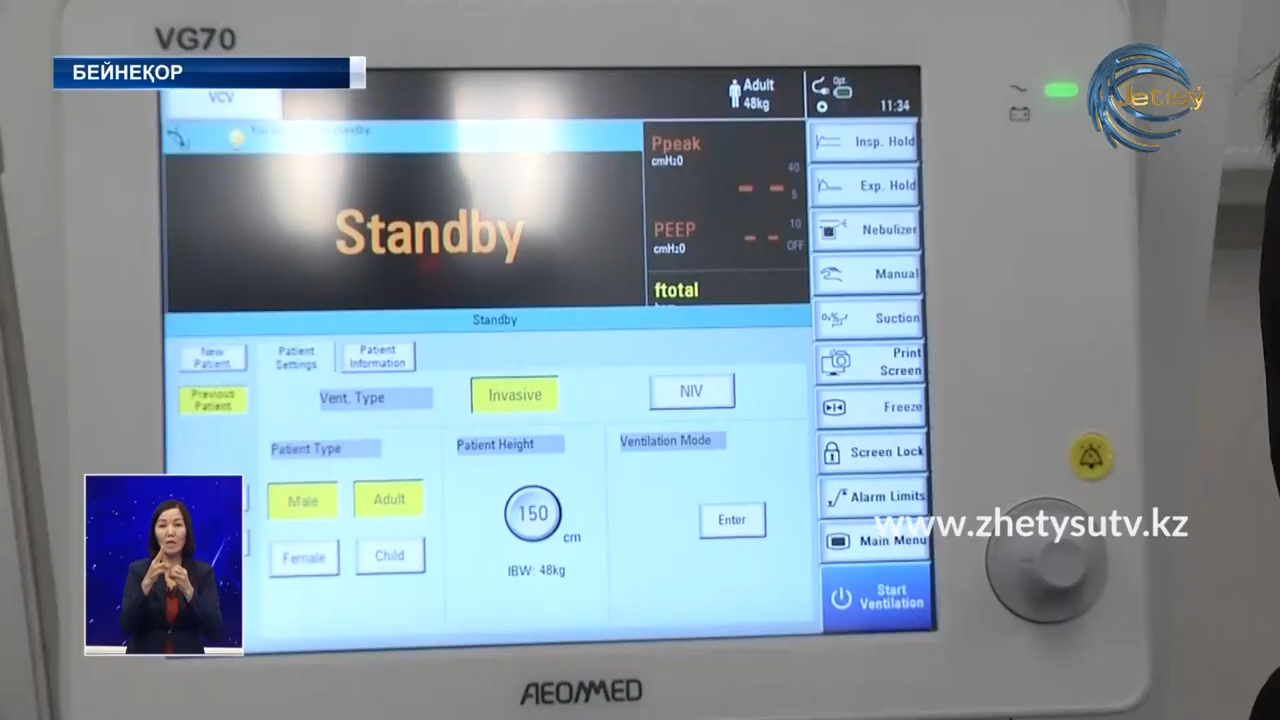 VG70
БЕЙНЕҚОР
Jetisý
VCV
Adult
48kg
Opt.
11:34
standby.
Standby
Ppeak
cmH₂O
40
-- 
5
PEEP
cmH₂O
10
--
OFF
ftotal
Insp. Hold
Exp. Hold
Nebulizer
Manual
O₂%
Suction
Print
Screen
Freeze
Screen Lock
Alarm Limits
Main Menu
Start
Ventilation
Standby
New
Patient
Patient
Settings
Patient
Information
Previous
Patient
Vent. Type
Invasive
NIV
Patient Type
Male
Adult
Female
Child
Patient Height
150
cm
IBW: 48kg
Ventilation Mode
Enter
www.zhetysutv.kz
AEONMED